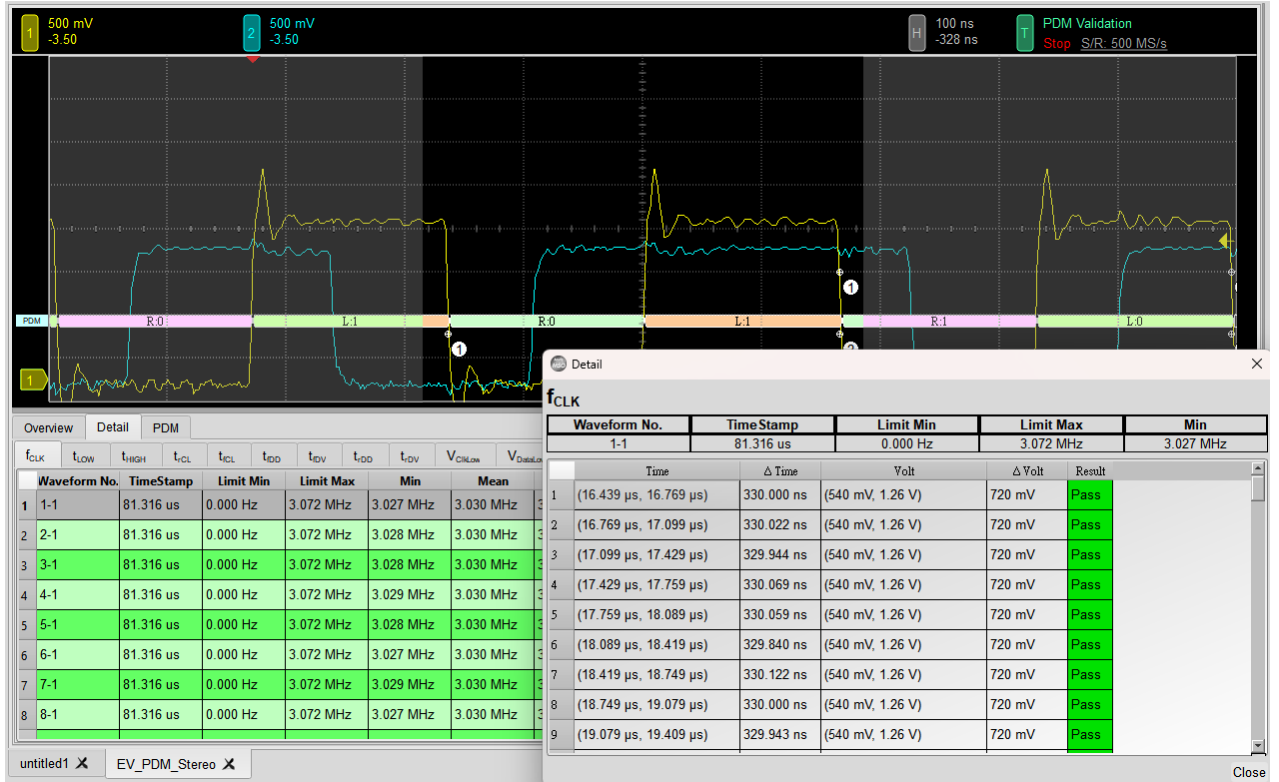 1 500 mV -3.50 2 500 mV -3.50 H 100 ns -328 ns T PDM Validation
Stop S/R: 500 MS/s
1
PDM R:0 L:1 R:0 L:1 R:1 L:0
1
1
Detail
fCLK
Waveform No. TimeStamp Limit Min Limit Max Min
1-1 81.316 us 0.000 Hz 3.072 MHz 3.027 MHz
Time Δ Time Volt Δ Volt Result
1 (16.439 µs, 16.769 µs) 330.000 ns (540 mV, 1.26 V) 720 mV Pass
2 (16.769 µs, 17.099 µs) 330.022 ns (540 mV, 1.26 V) 720 mV Pass
3 (17.099 µs, 17.429 µs) 329.944 ns (540 mV, 1.26 V) 720 mV Pass
4 (17.429 µs, 17.759 µs) 330.069 ns (540 mV, 1.26 V) 720 mV Pass
5 (17.759 µs, 18.089 µs) 330.059 ns (540 mV, 1.26 V) 720 mV Pass
6 (18.089 µs, 18.419 µs) 329.840 ns (540 mV, 1.26 V) 720 mV Pass
7 (18.419 µs, 18.749 µs) 330.122 ns (540 mV, 1.26 V) 720 mV Pass
8 (18.749 µs, 19.079 µs) 330.000 ns (540 mV, 1.26 V) 720 mV Pass
9 (19.079 µs, 19.409 µs) 329.943 ns (540 mV, 1.26 V) 720 mV Pass
Close
Overview Detail PDM
fCLK tLOW tHIGH trCL tfCL tfDD tfDV trDD trDV VClkLow
Waveform No. TimeStamp Limit Min Limit Max Min Mean
1 1-1 81.316 us 0.000 Hz 3.072 MHz 3.027 MHz 3.030 MHz
2 2-1 81.316 us 0.000 Hz 3.072 MHz 3.028 MHz 3.030 MHz
3 3-1 81.316 us 0.000 Hz 3.072 MHz 3.028 MHz 3.030 MHz
4 4-1 81.316 us 0.000 Hz 3.072 MHz 3.029 MHz 3.030 MHz
5 5-1 81.316 us 0.000 Hz 3.072 MHz 3.028 MHz 3.030 MHz
6 6-1 81.316 us 0.000 Hz 3.072 MHz 3.027 MHz 3.030 MHz
7 7-1 81.316 us 0.000 Hz 3.072 MHz 3.029 MHz 3.030 MHz
8 8-1 81.316 us 0.000 Hz 3.072 MHz 3.027 MHz 3.030 MHz
untitled1 EV_PDM_Stereo